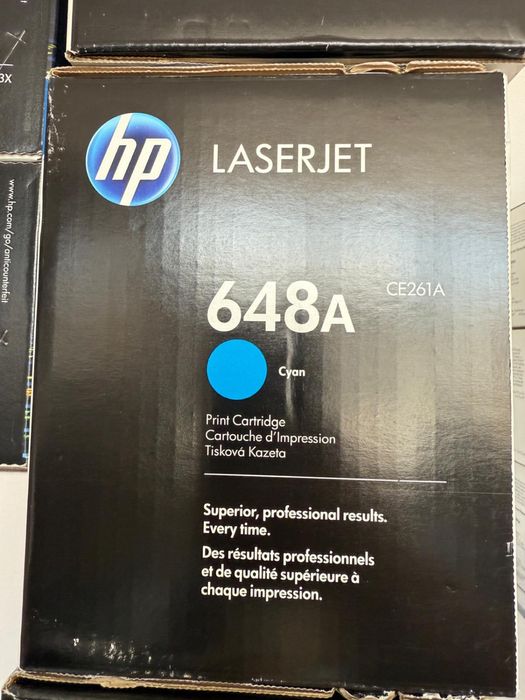 3X
www.hp.com/go/anticounterfeit
hp
LASERJET
CE261A
648A
Cyan
Print Cartridge
Cartouche d'Impression
Tisková Kazeta
Superior, professional results.
Every time.
Des résultats professionnels
et de qualité supérieure à
chaque impression.